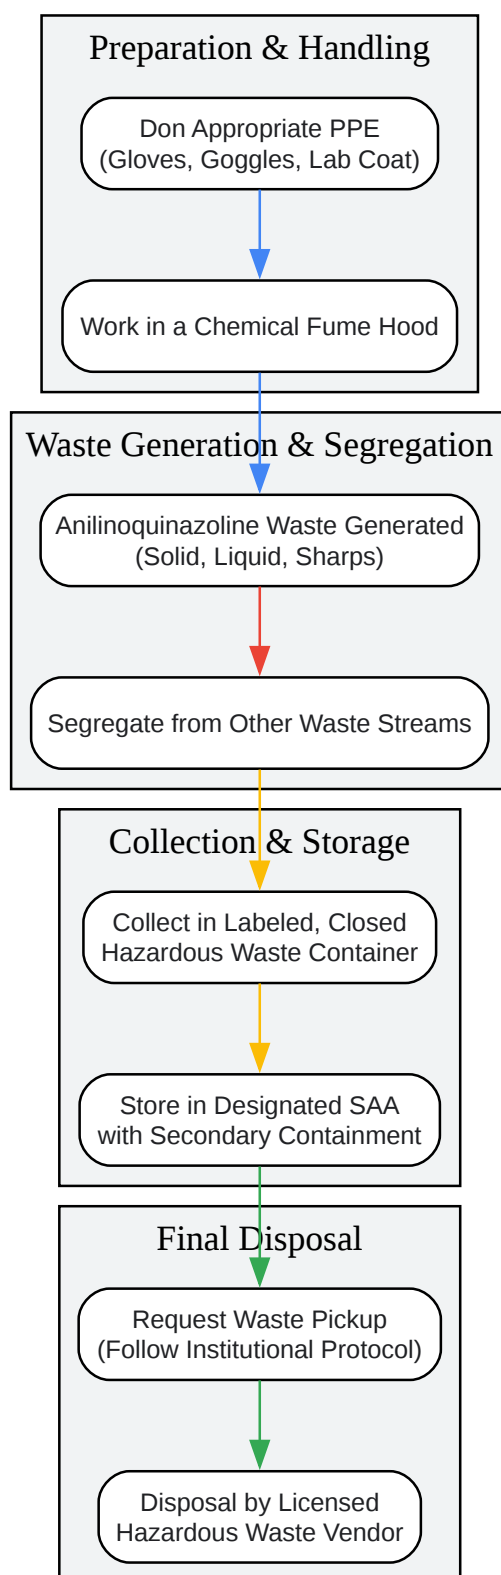 Preparation & Handling
Don Appropriate PPE
(Gloves, Goggles, Lab Coat)
Work in a Chemical Fume Hood
Waste Generation & Segregation
Anilinoquinazoline Waste Generated
(Solid, Liquid, Sharps)
Segregate from Other Waste Streams
Collection & Storage
Collect in Labeled, Closed
Hazardous Waste Container
Store in Designated SAA
with Secondary Containment
Final Disposal
Request Waste Pickup
(Follow Institutional Protocol)
Disposal by Licensed
Hazardous Waste Vendor